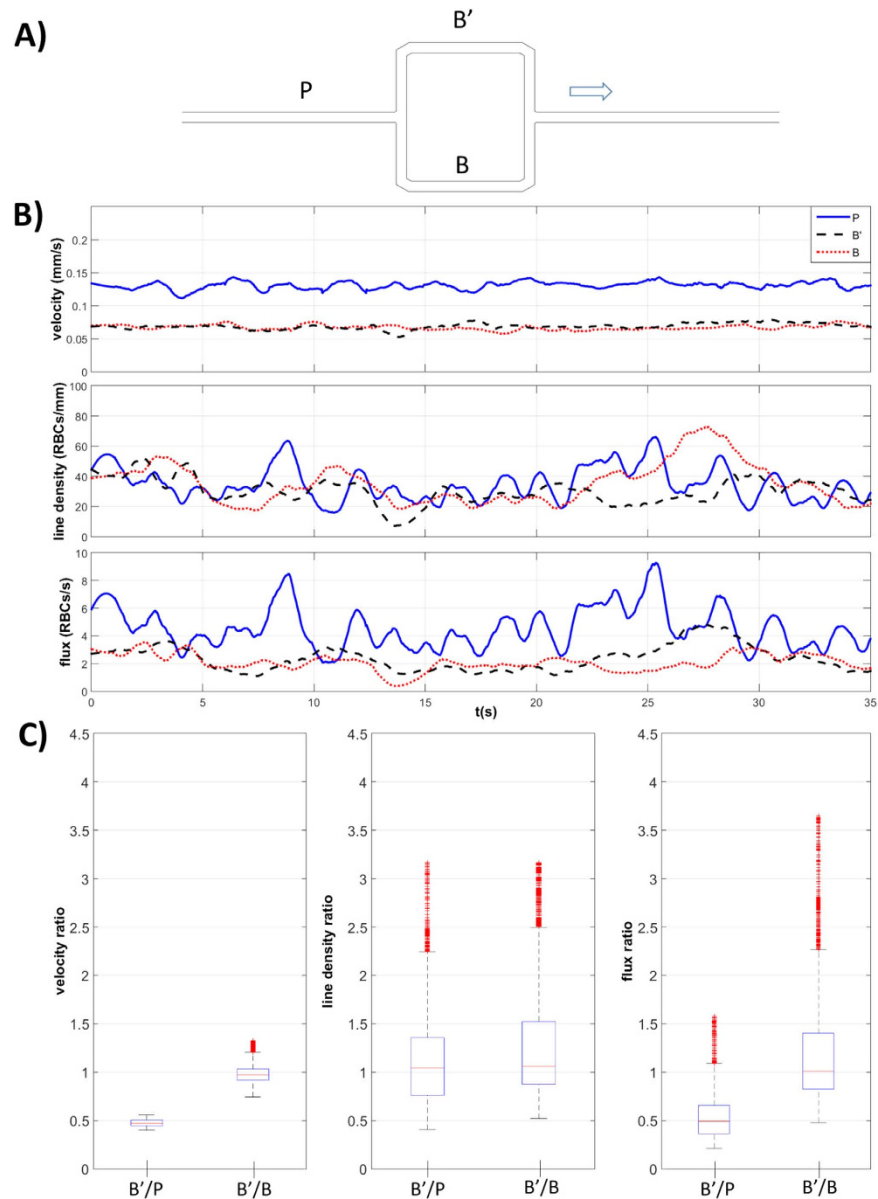 A)
B’
P
B
B)
velocity (mm/s)
0.2
0.15
0.1
0.05
0
P
B'
B
line density (RBCs/mm)
100
80
60
40
20
0
flux (RBCs/s)
10
8
6
4
2
0
0 5 10 15 20 25 30 35
t(s)
C)
velocity ratio
4.5
4
3.5
3
2.5
2
1.5
1
0.5
0
B’/P B’/B
line density ratio
4.5
4
3.5
3
2.5
2
1.5
1
0.5
0
B’/P B’/B
flux ratio
4.5
4
3.5
3
2.5
2
1.5
1
0.5
0
B’/P B’/B